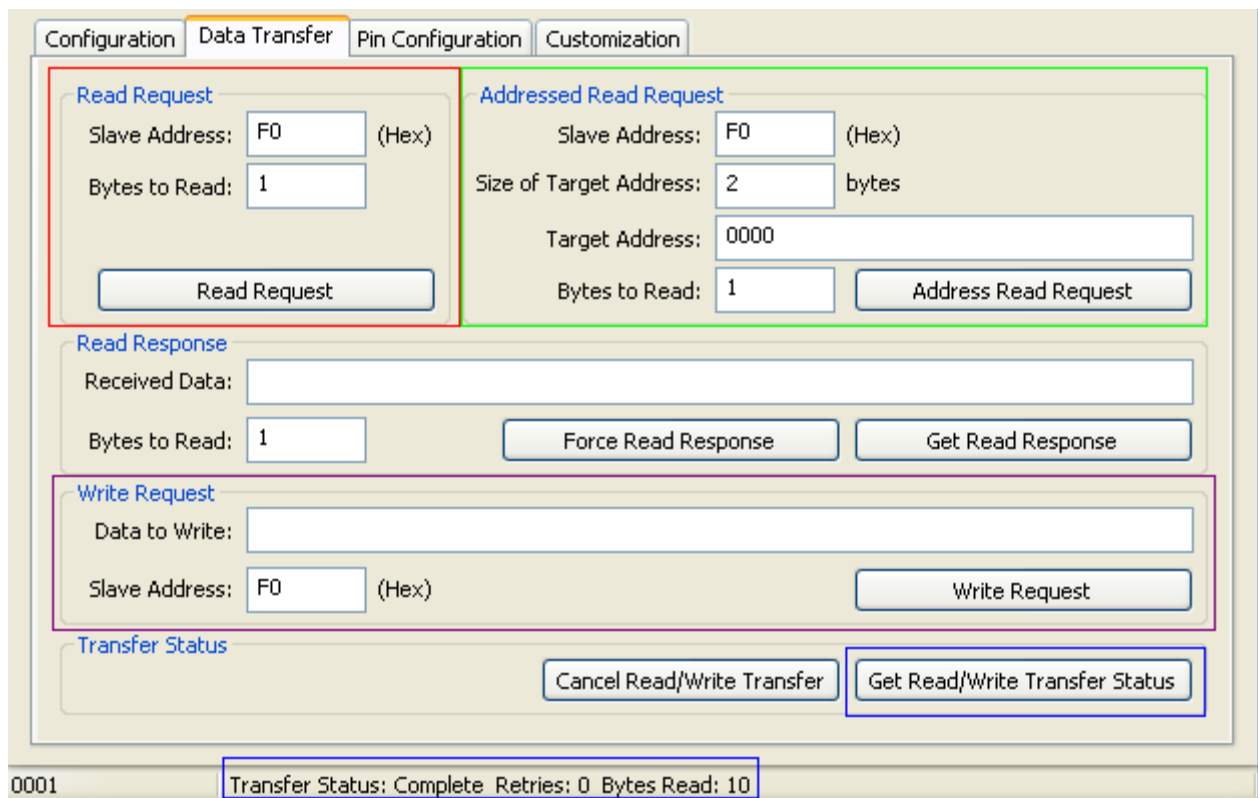 Configuration Data Transfer Pin Configuration Customization
Read Request
Slave Address: F0 (Hex)
Bytes to Read: 1
Read Request
Addressed Read Request
Slave Address: F0 (Hex)
Size of Target Address: 2 bytes
Target Address: 0000
Bytes to Read: 1 Address Read Request
Read Response
Received Data:
Bytes to Read: 1 Force Read Response Get Read Response
Write Request
Data to Write:
Slave Address: F0 (Hex) Write Request
Transfer Status
Cancel Read/Write Transfer Get Read/Write Transfer Status
0001 Transfer Status: Complete Retries: 0 Bytes Read: 10